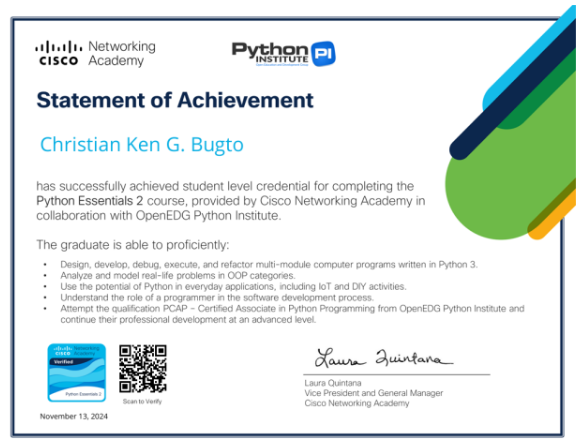 Networking
CISCO Academy
Python PI
INSTITUTE
Statement of Achievement
Christian Ken G. Bugto
has successfully achieved student level credential for completing the
Python Essentials 2 course, provided by Cisco Networking Academy in
collaboration with OpenEDG Python Institute.
The graduate is able to proficiently:
• Design, develop, debug, execute, and refactor multi-module computer programs written in Python 3.
• Analyze and model real-life problems in OOP categories.
• Use the potential of Python in everyday applications, including IoT and DIY activities.
• Understand the role of a programmer in the software development process.
• Attempt the qualification PCAP – Certified Associate in Python Programming from OpenEDG Python Institute and
continue their professional development at an advanced level.
Networking
CISCO Academy
Verified
Python Essentials 2
Scan to Verify
November 13, 2024
Laura Quintana
Laura Quintana
Vice President and General Manager
Cisco Networking Academy